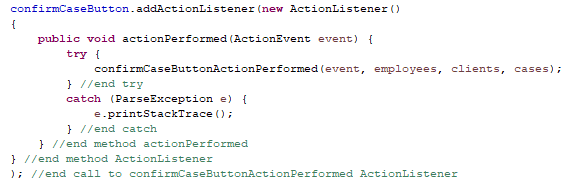 confirmCaseButton.addActionListener(new ActionListener()
{
    public void actionPerformed(ActionEvent event) {
        try {
            confirmCaseButtonActionPerformed(event, employees, clients, cases);
        } //end try
        catch (ParseException e) {
            e.printStackTrace();
        } //end catch
    } //end method actionPerformed
} //end method ActionListener
); //end call to confirmCaseButtonActionPerformed ActionListener